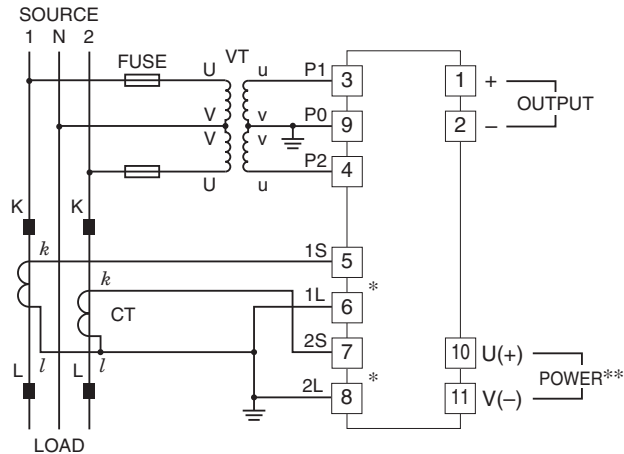 SOURCE
1 N 2
FUSE
VT
U u P1 3 1 +
OUTPUT
V v P0 9 2 −
V v
U u P2 4
K K
k 1S 5
k 1L 6 *
CT
2S 7 10 U(+)
POWER**
L l L l 2L 8 * 11 V(−)
LOAD